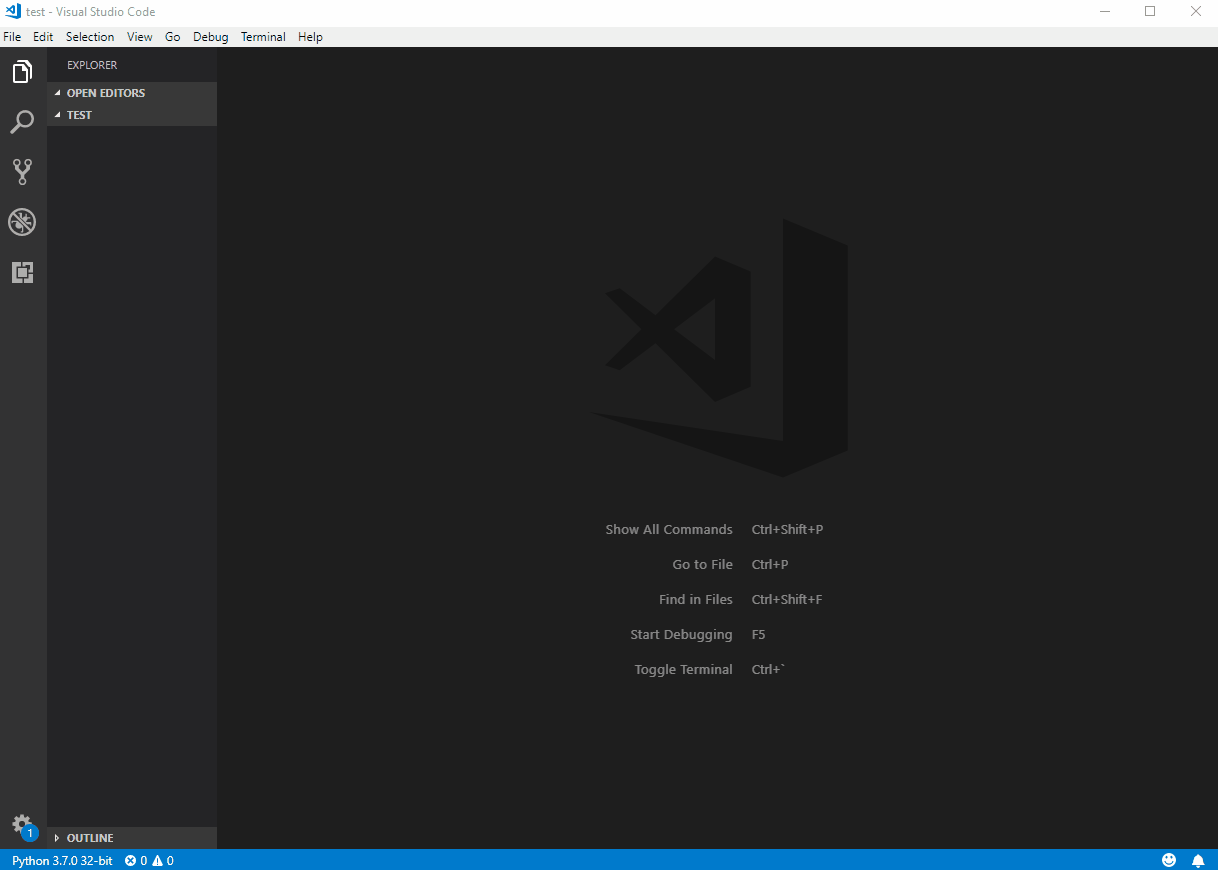 test - Visual Studio Code
File Edit Selection View Go Debug Terminal Help
EXPLORER
OPEN EDITORS
TEST
Show All Commands Ctrl+Shift+P
Go to File Ctrl+P
Find in Files Ctrl+Shift+F
Start Debugging F5
Toggle Terminal Ctrl+`
1
OUTLINE
Python 3.7.0 32-bit 0 0